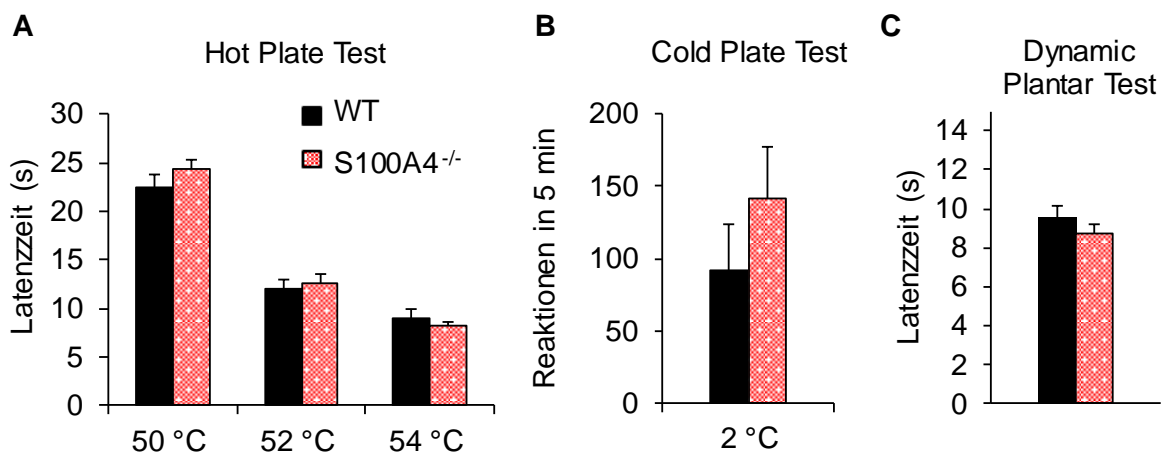 A
Hot Plate Test
WT
S100A4-/-
Latenzzeit (s)
30
25
20
15
10
5
0
50 °C
52 °C
54 °C
B
Cold Plate Test
Reaktionen in 5 min
200
150
100
50
0
2 °C
C
Dynamic
Plantar Test
Latenzzeit (s)
14
12
10
8
6
4
2
0